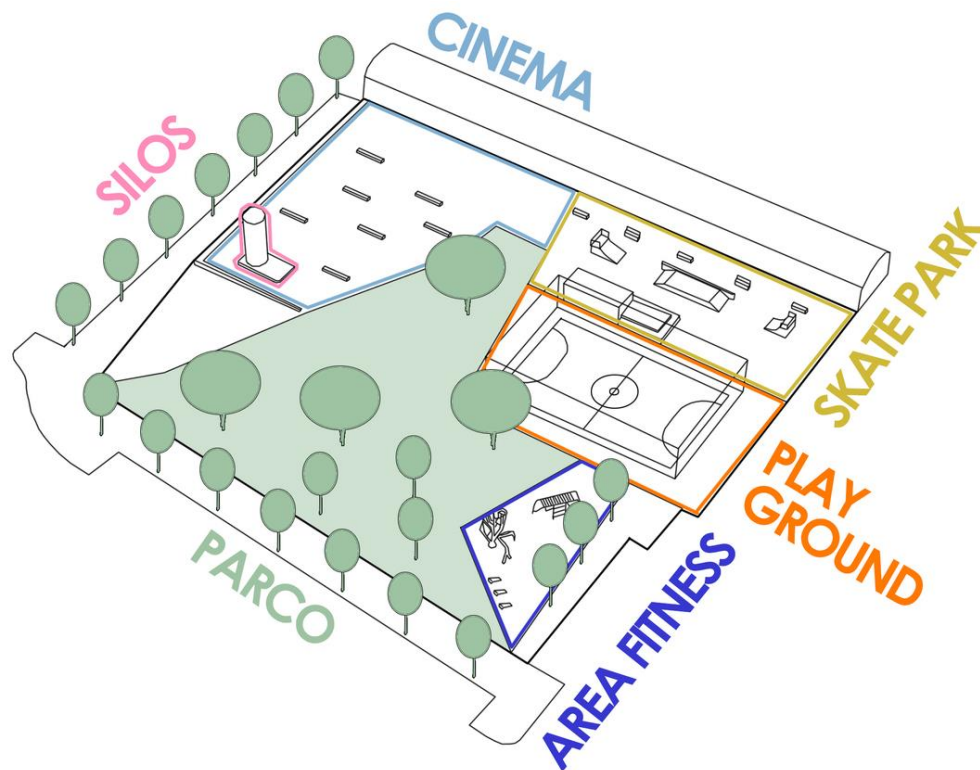 CINEMA
SILOS
SKATE PARK
PLAY
GROUND
PARCO
AREA FITNESS